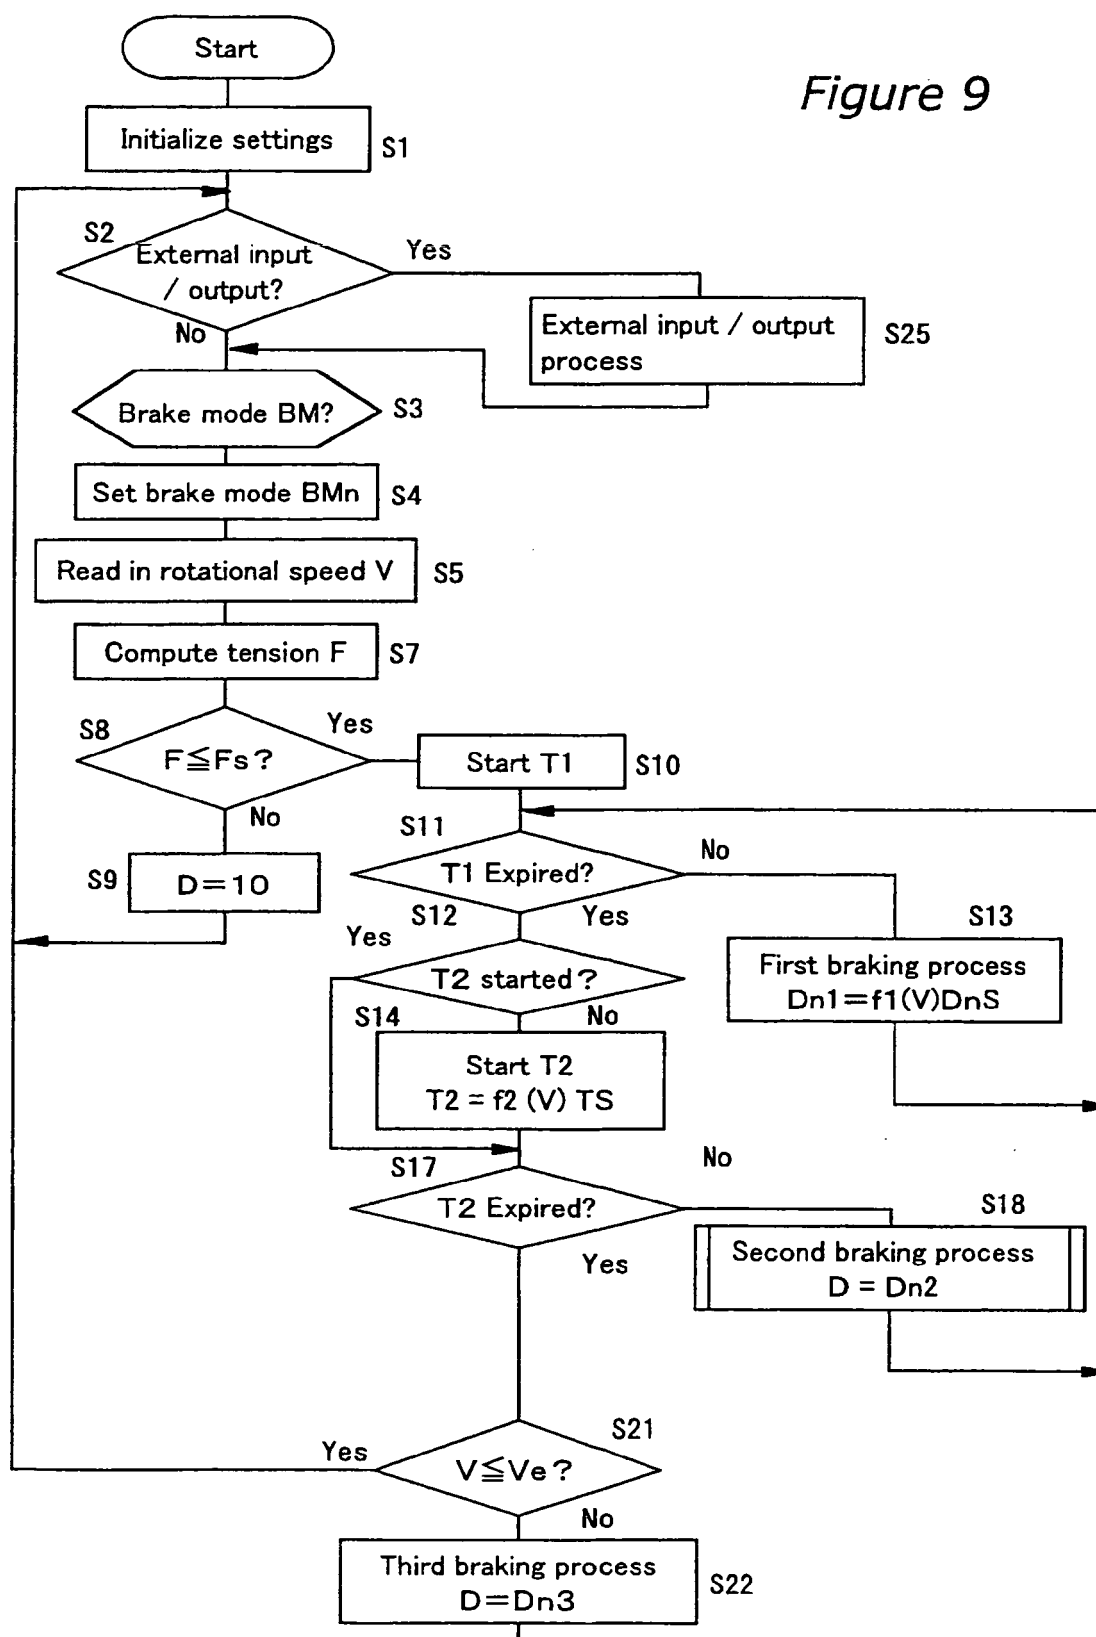 Start
Figure 9
Initialize settings
S1
S2
External input
/ output?
Yes
No
External input / output
process
S25
Brake mode BM?
S3
Set brake mode BMn
S4
Read in rotational speed V
S5
Compute tension F
S7
S8
F≦Fs?
Yes
No
Start T1
S10
S9
D=10
S11
T1 Expired?
No
Yes
S12
Yes
T2 started?
No
S13
First braking process
Dn1=f1(V)DnS
S14
Start T2
T2 = f2 (V) TS
S17
T2 Expired?
No
Yes
S18
Second braking process
D = Dn2
S21
Yes
V≦Ve?
No
Third braking process
D=Dn3
S22